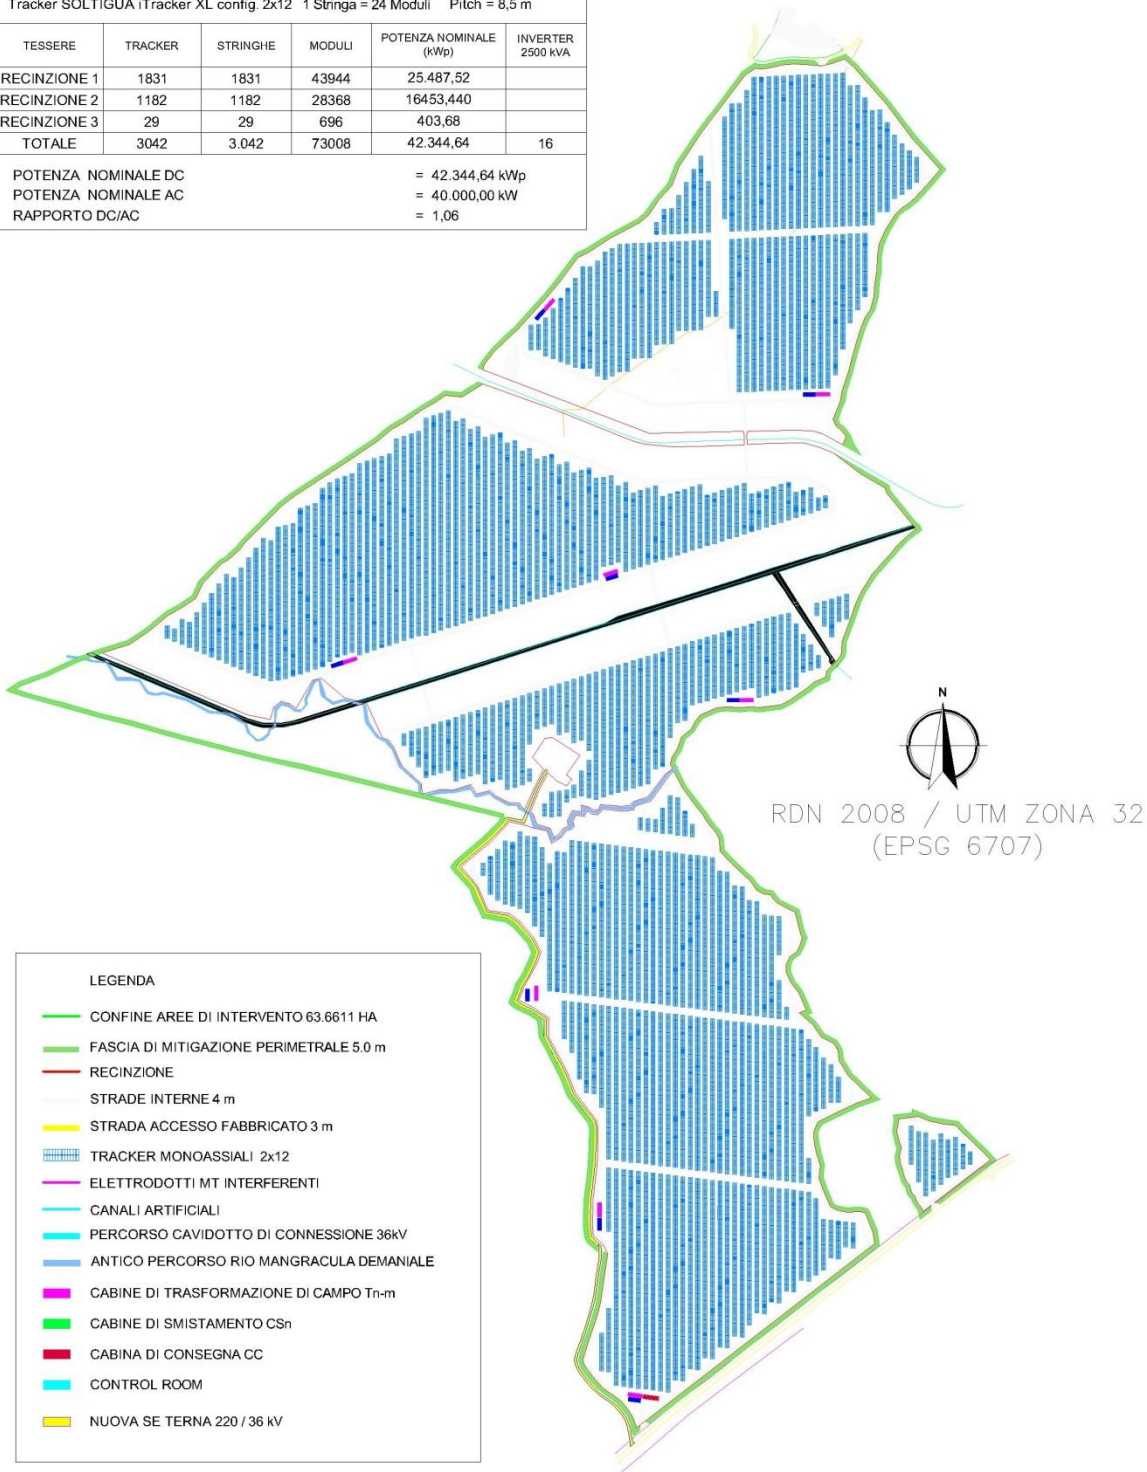 Tracker SOLTIGUA iTracker XL config. 2x12 1 Stringa = 24 Moduli Pitch = 8,5 m
TESSERE TRACKER STRINGHE MODULI POTENZA NOMINALE (kWp) INVERTER 2500 kVA
RECINZIONE 1 1831 1831 43944 25.487,52
RECINZIONE 2 1182 1182 28368 16453,440
RECINZIONE 3 29 29 696 403,68
TOTALE 3042 3.042 73008 42.344,64 16
POTENZA NOMINALE DC = 42.344,64 kWp
POTENZA NOMINALE AC = 40.000,00 kW
RAPPORTO DC/AC = 1,06
N
RDN 2008 / UTM ZONA 32
(EPSG 6707)
LEGENDA
CONFINE AREE DI INTERVENTO 63.6611 HA
FASCIA DI MITIGAZIONE PERIMETRALE 5.0 m
RECINZIONE
STRADE INTERNE 4 m
STRADA ACCESSO FABBRICATO 3 m
TRACKER MONOASSIALI 2x12
ELETTRODOTTI MT INTERFERENTI
CANALI ARTIFICIALI
PERCORSO CAVIDOTTO DI CONNESSIONE 36kV
ANTICO PERCORSO RIO MANGRACULA DEMANIALE
CABINE DI TRASFORMAZIONE DI CAMPO Tn-m
CABINE DI SMISTAMENTO CSn
CABINA DI CONSEGNA CC
CONTROL ROOM
NUOVA SE TERNA 220 / 36 kV